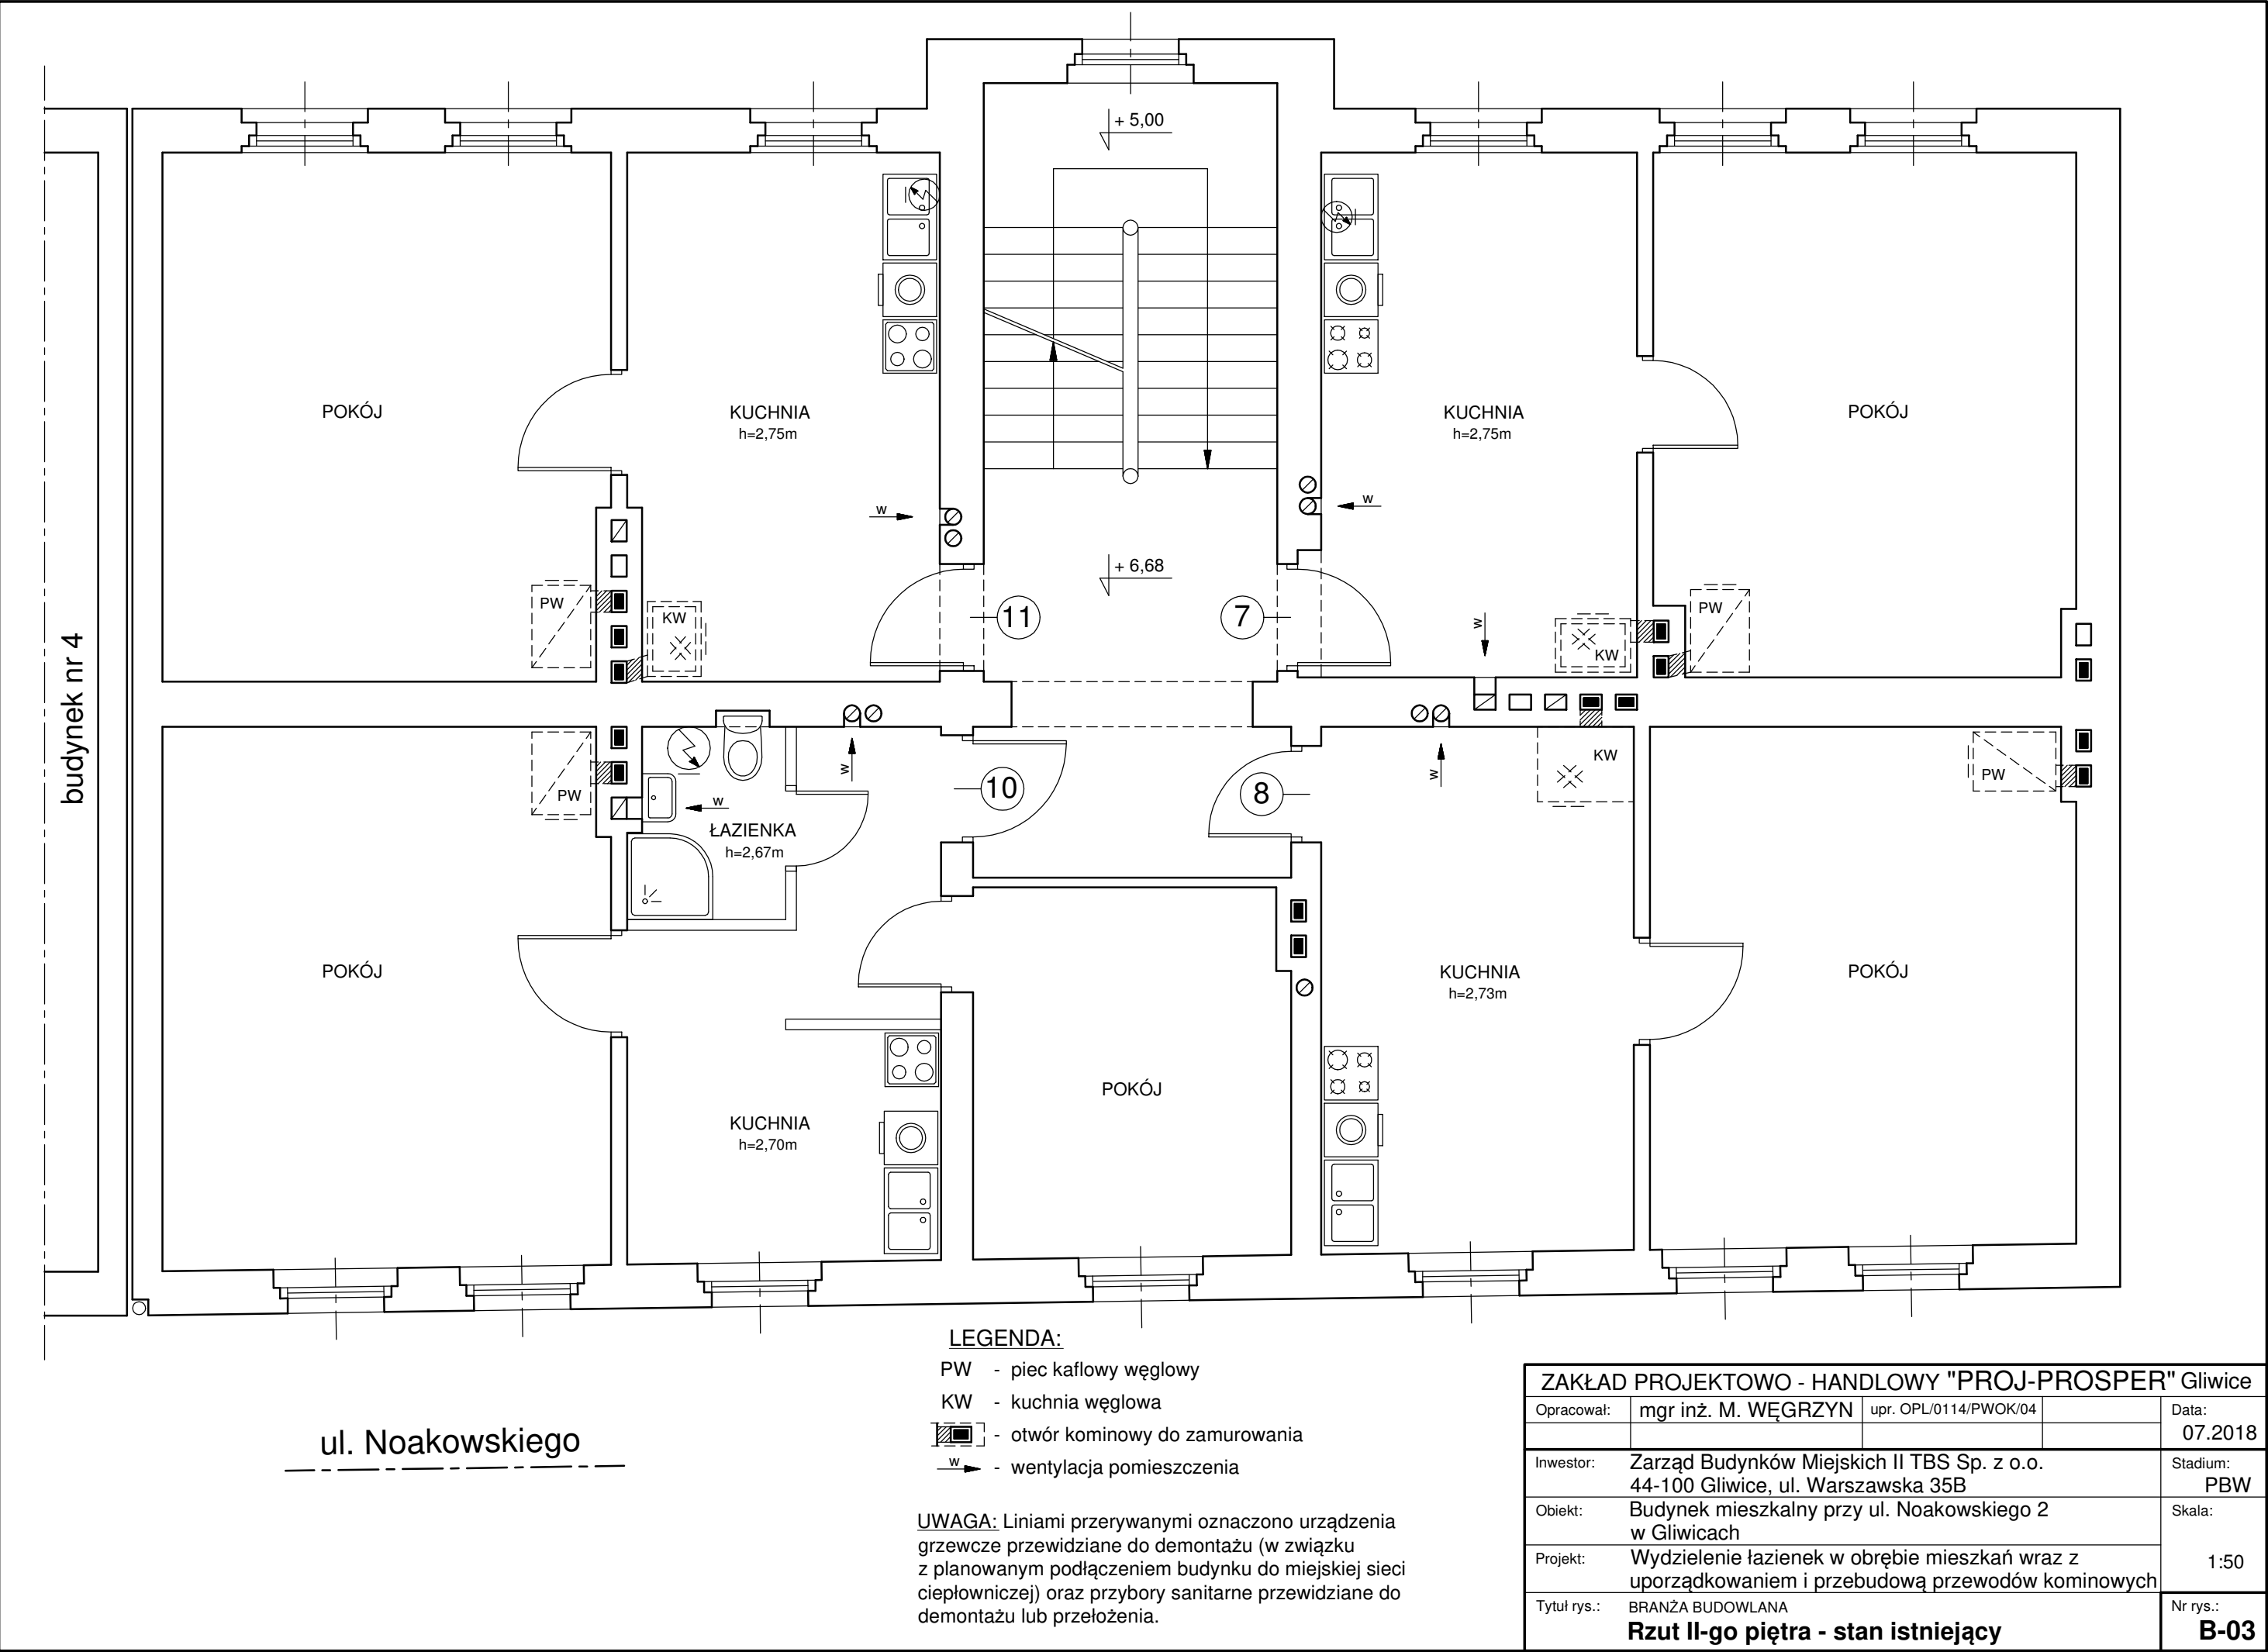 + 5,00
POKÓJ
KUCHNIA
h=2,75m
KUCHNIA
h=2,75m
POKÓJ
w
w
+ 6,68
PW
KW
11
7
w
KW
PW
budynek nr 4
PW
w
w
ŁAZIENKA
h=2,67m
10
8
w
KW
PW
POKÓJ
KUCHNIA
h=2,73m
POKÓJ
POKÓJ
KUCHNIA
h=2,70m
LEGENDA:
PW - piec kaflowy węglowy
KW - kuchnia węglowa
- otwór kominowy do zamurowania
w - wentylacja pomieszczenia
ul. Noakowskiego
UWAGA: Liniami przerywanymi oznaczono urządzenia
grzewcze przewidziane do demontażu (w związku
z planowanym podłączeniem budynku do miejskiej sieci
ciepłowniczej) oraz przybory sanitarne przewidziane do
demontażu lub przełożenia.
ZAKŁAD PROJEKTOWO - HANDLOWY "PROJ-PROSPER" Gliwice
Opracował: mgr inż. M. WĘGRZYN upr. OPL/0114/PWOK/04 Data:
07.2018
Inwestor: Zarząd Budynków Miejskich II TBS Sp. z o.o. Stadium:
44-100 Gliwice, ul. Warszawska 35B PBW
Obiekt: Budynek mieszkalny przy ul. Noakowskiego 2 Skala:
w Gliwicach
Projekt: Wydzielenie łazienek w obrębie mieszkań wraz z 1:50
uporządkowaniem i przebudową przewodów kominowych
Tytuł rys.: BRANŻA BUDOWLANA Nr rys.:
Rzut II-go piętra - stan istniejący B-03